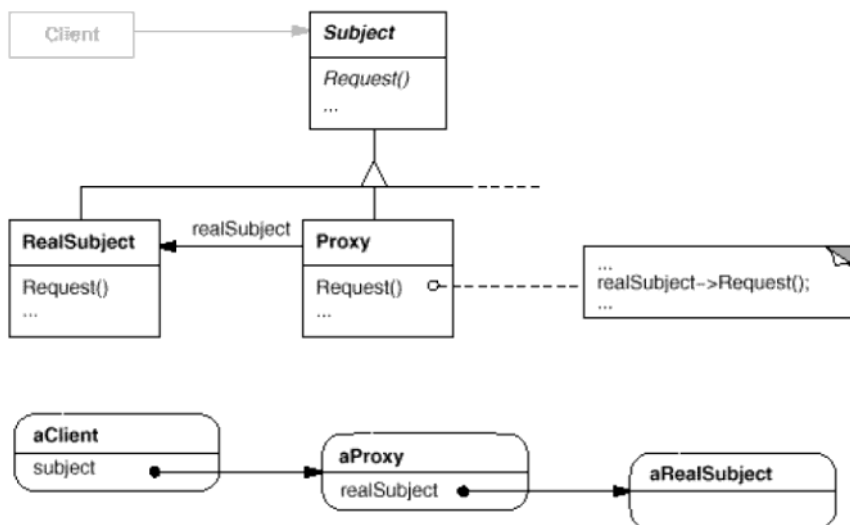 Client
Subject
Request()
...
RealSubject
realSubject
Proxy
Request()
...
Request()
...
...
realSubject->Request();
...
aClient
subject
aProxy
realSubject
aRealSubject